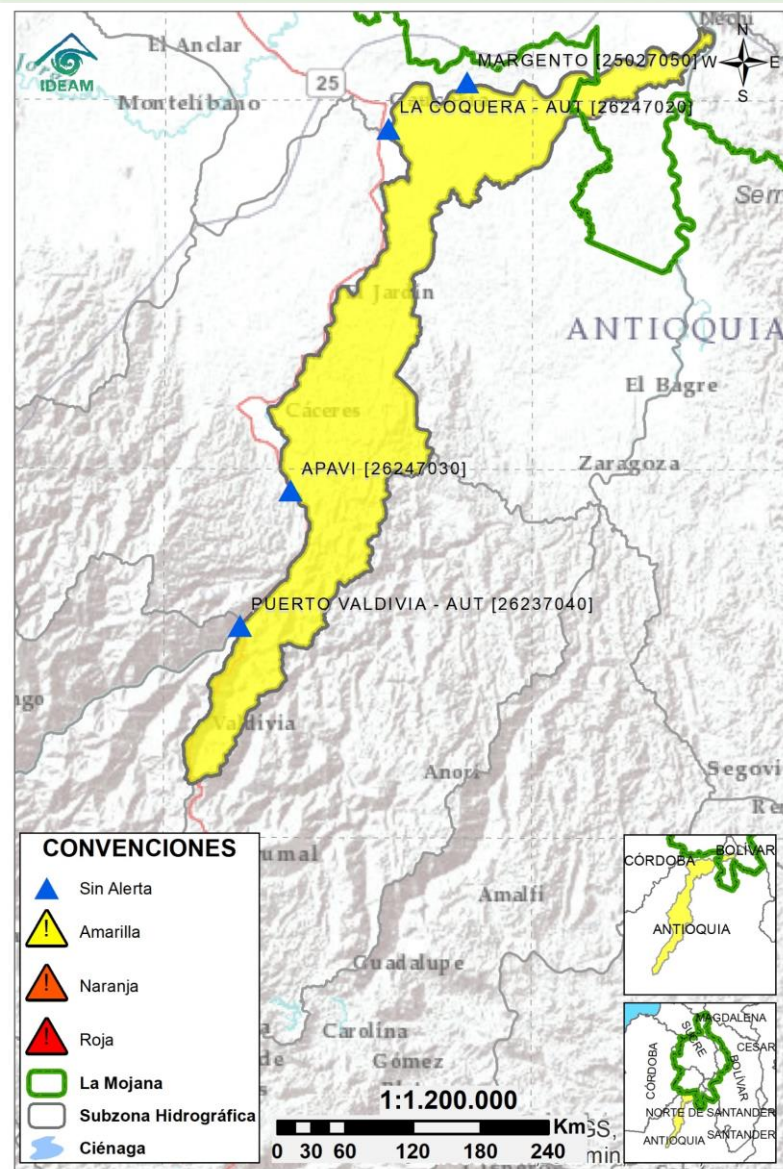 IDEAM
El Anclar
Nechí
N
W
E
S
MARGENTO [25027050]
25
Montelíbano
LA COQUERA - AUT [26247020]
El Jardín
ANTIOQUIA
El Bagre
Cáceres
Zaragoza
APAVI [26247030]
PUERTO VALDIVIA - AUT [26237040]
Valdivia
Anorí
Segovi
Amalfi
Guadalupe
Carolina
Gómez
CONVENCIONES
Sin Alerta
Amarilla
Naranja
Roja
La Mojana
Subzona Hidrográfica
Ciénaga
1:1.200.000
Km
0 30 60 120 180 240
CÓRDOBA
BOLÍVAR
ANTIOQUIA
MAGDALENA
SUCRE
CESAR
CÓRDOBA
BOLÍVAR
NORTE DE SANTANDER
ANTIOQUIA
SANTANDER